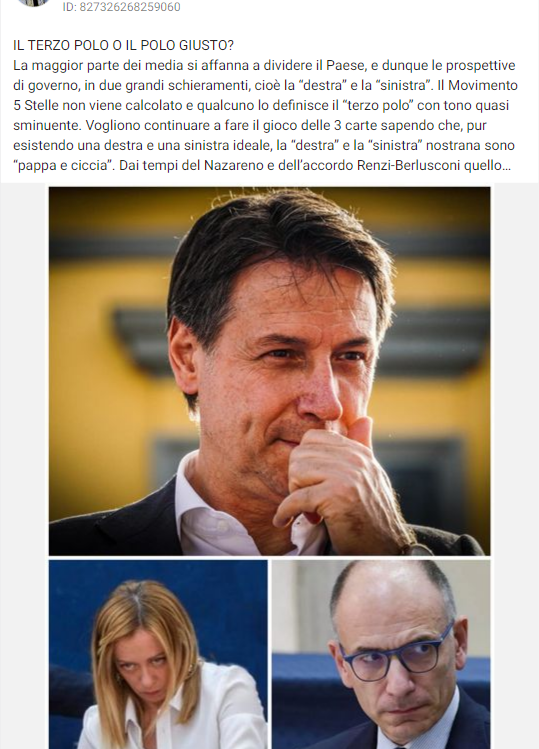 ID: 827326268259060
IL TERZO POLO O IL POLO GIUSTO?
La maggior parte dei media si affanna a dividere il Paese, e dunque le prospettive
di governo, in due grandi schieramenti, cioè la “destra” e la “sinistra”. Il Movimento
5 Stelle non viene calcolato e qualcuno lo definisce il “terzo polo” con tono quasi
sminuente. Vogliono continuare a fare il gioco delle 3 carte sapendo che, pur
esistendo una destra e una sinistra ideale, la “destra” e la “sinistra” nostrana sono
“pappa e ciccia”. Dai tempi del Nazareno e dell’accordo Renzi-Berlusconi quello...